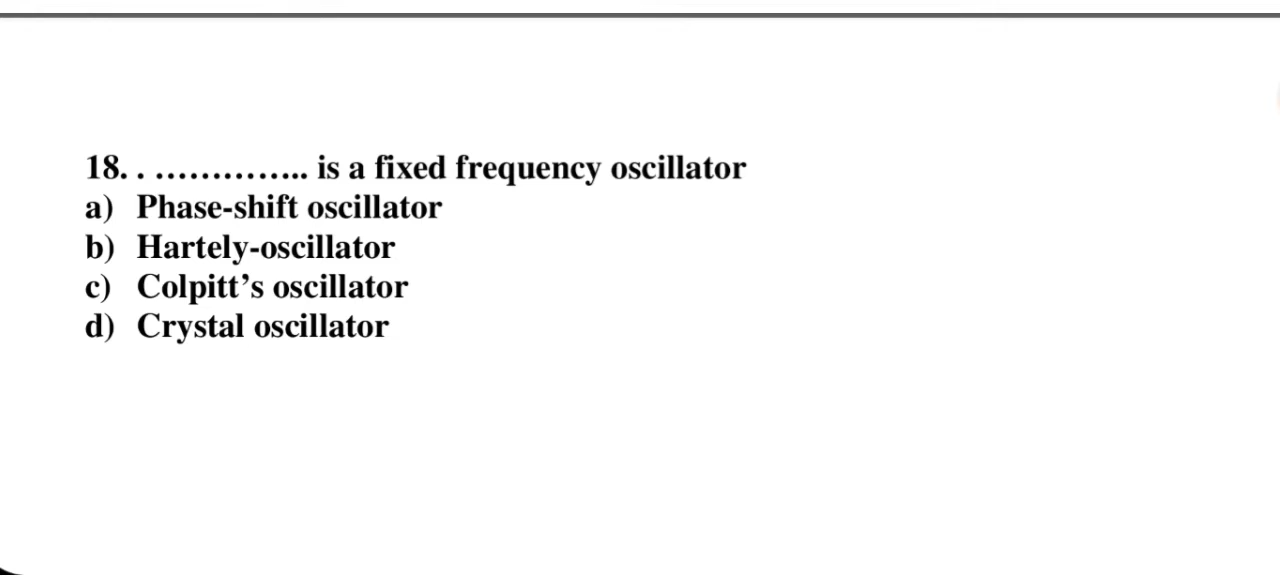 18. . ………….. is a fixed frequency oscillator
a) Phase-shift oscillator
b) Hartely-oscillator
c) Colpitt’s oscillator
d) Crystal oscillator